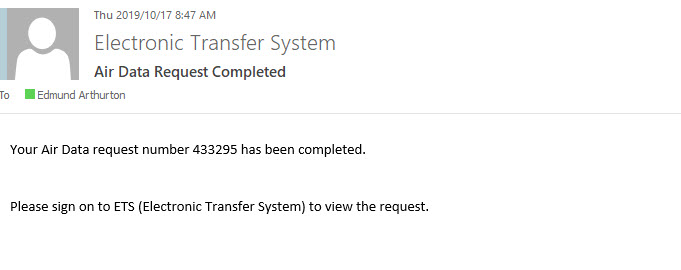 Thu 2019/10/17 8:47 AM
Electronic Transfer System
Air Data Request Completed
To Edmund Arthurton
Your Air Data request number 433295 has been completed.
Please sign on to ETS (Electronic Transfer System) to view the request.